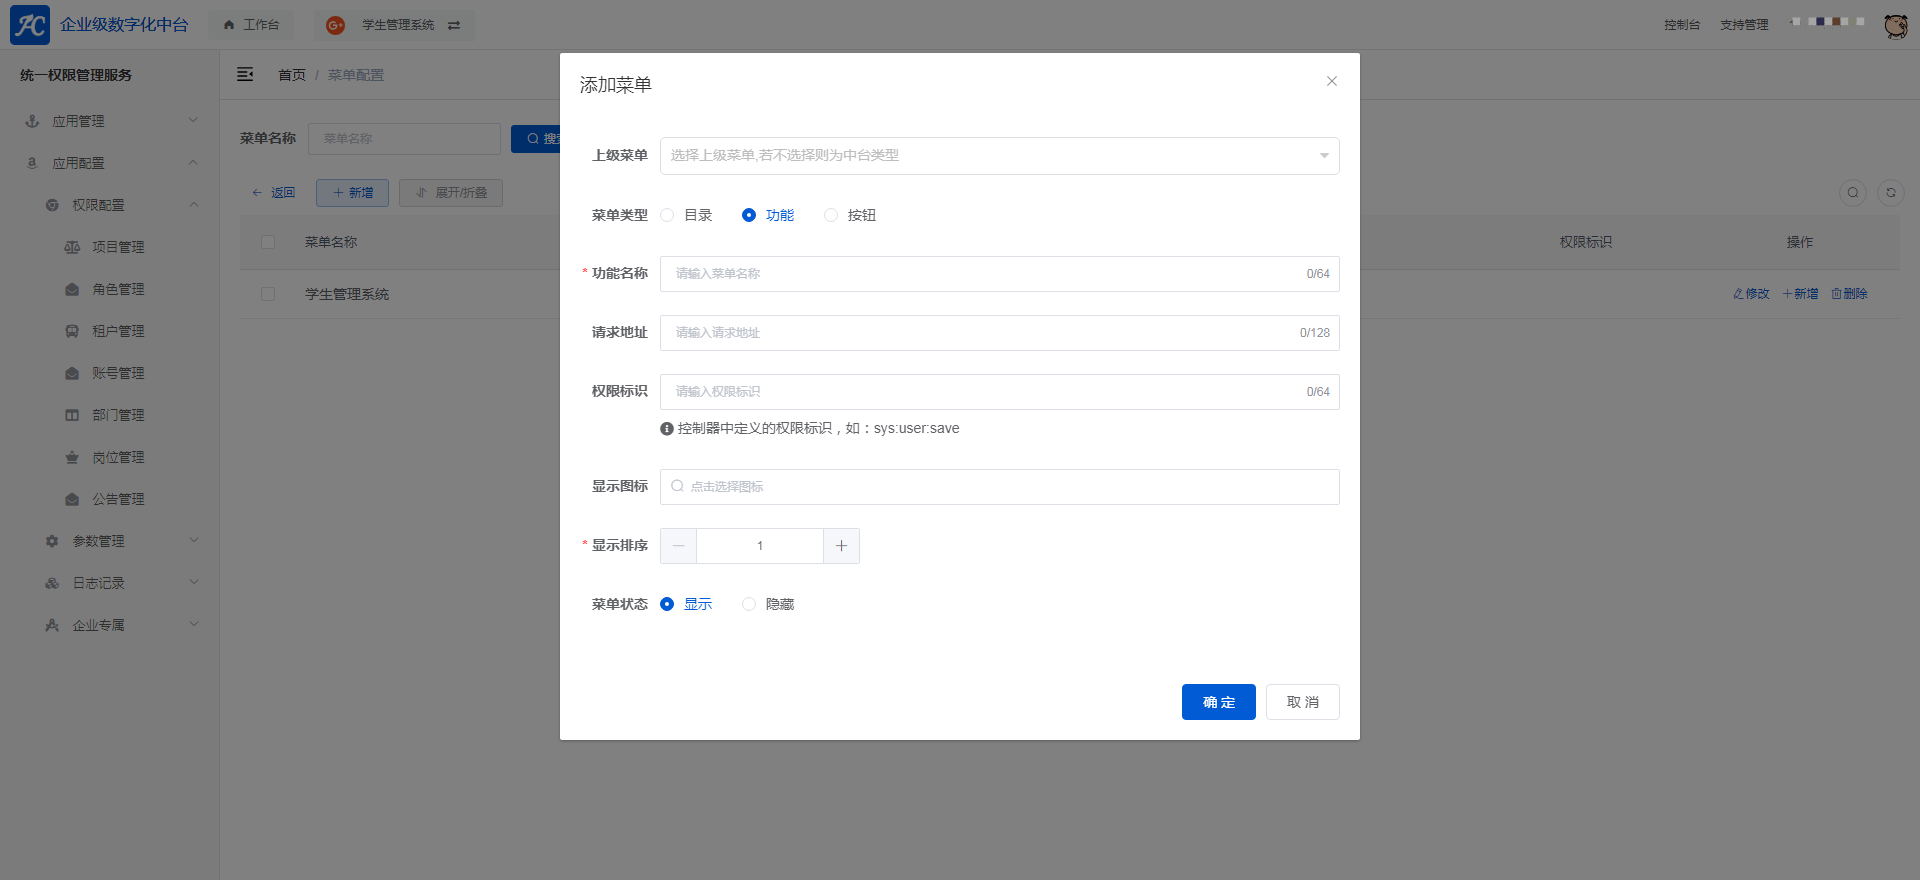 企业级数字化中台 工作台 G+ 学生管理系统 控制台 支持管理
统一权限管理服务
首页 / 菜单配置
应用管理
应用配置
权限配置
项目管理
角色管理
租户管理
账号管理
部门管理
岗位管理
公告管理
参数管理
日志记录
企业专属
菜单名称 菜单名称 搜
返回 新增 展开/折叠
菜单名称 权限标识 操作
学生管理系统 修改 新增 删除
添加菜单
上级菜单 选择上级菜单,若不选择则为中台类型
菜单类型 目录 功能 按钮
* 功能名称 请输入菜单名称 0/64
请求地址 请输入请求地址 0/128
权限标识 请输入权限标识 0/64
控制器中定义的权限标识，如：sys:user:save
显示图标 点击选择图标
* 显示排序 1
菜单状态 显示 隐藏
确 定 取 消